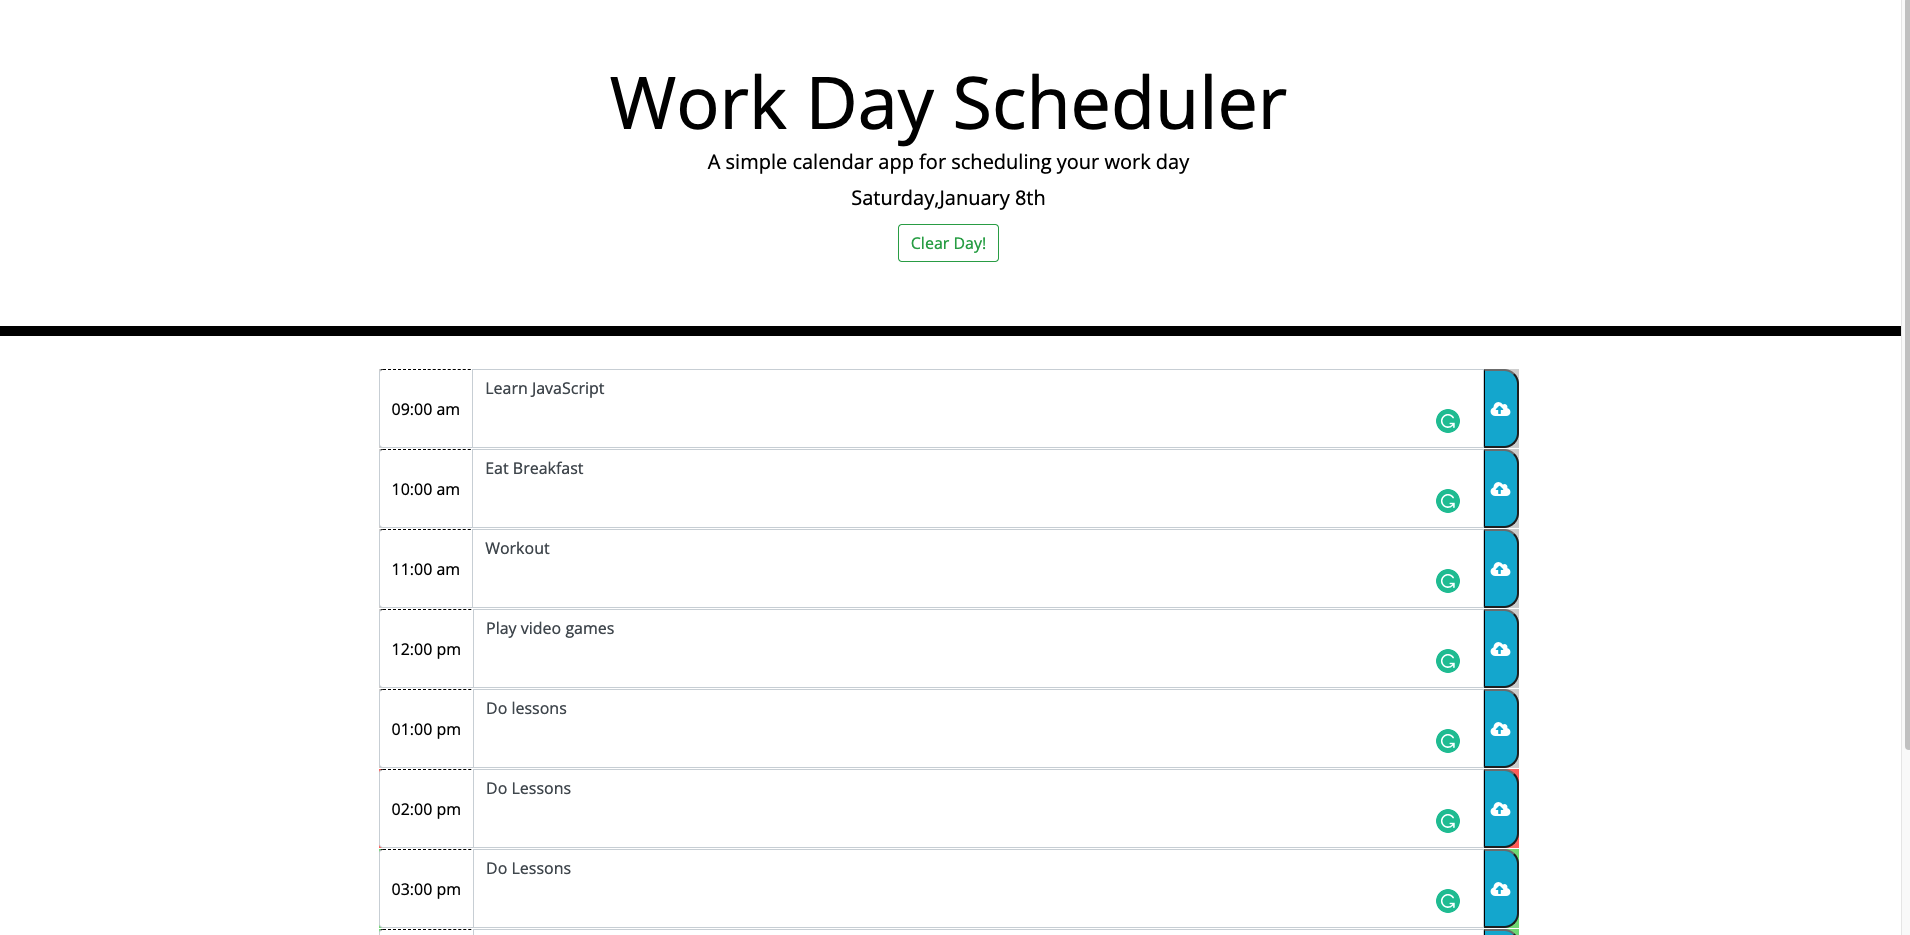 Work Day Scheduler
A simple calendar app for scheduling your work day
Saturday,January 8th
Clear Day!
09:00 am
Learn JavaScript
10:00 am
Eat Breakfast
11:00 am
Workout
12:00 pm
Play video games
01:00 pm
Do lessons
02:00 pm
Do Lessons
03:00 pm
Do Lessons